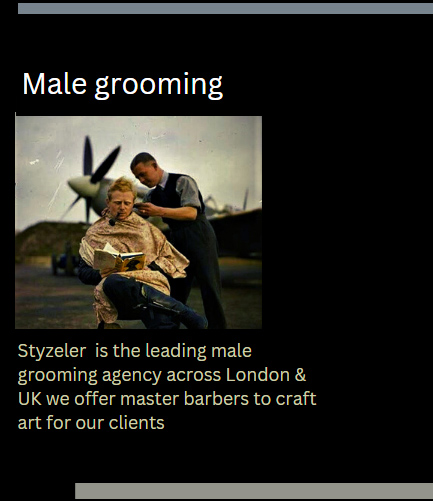 Male grooming
Styzeler is the leading male
grooming agency across London &
UK we offer master barbers to craft
art for our clients